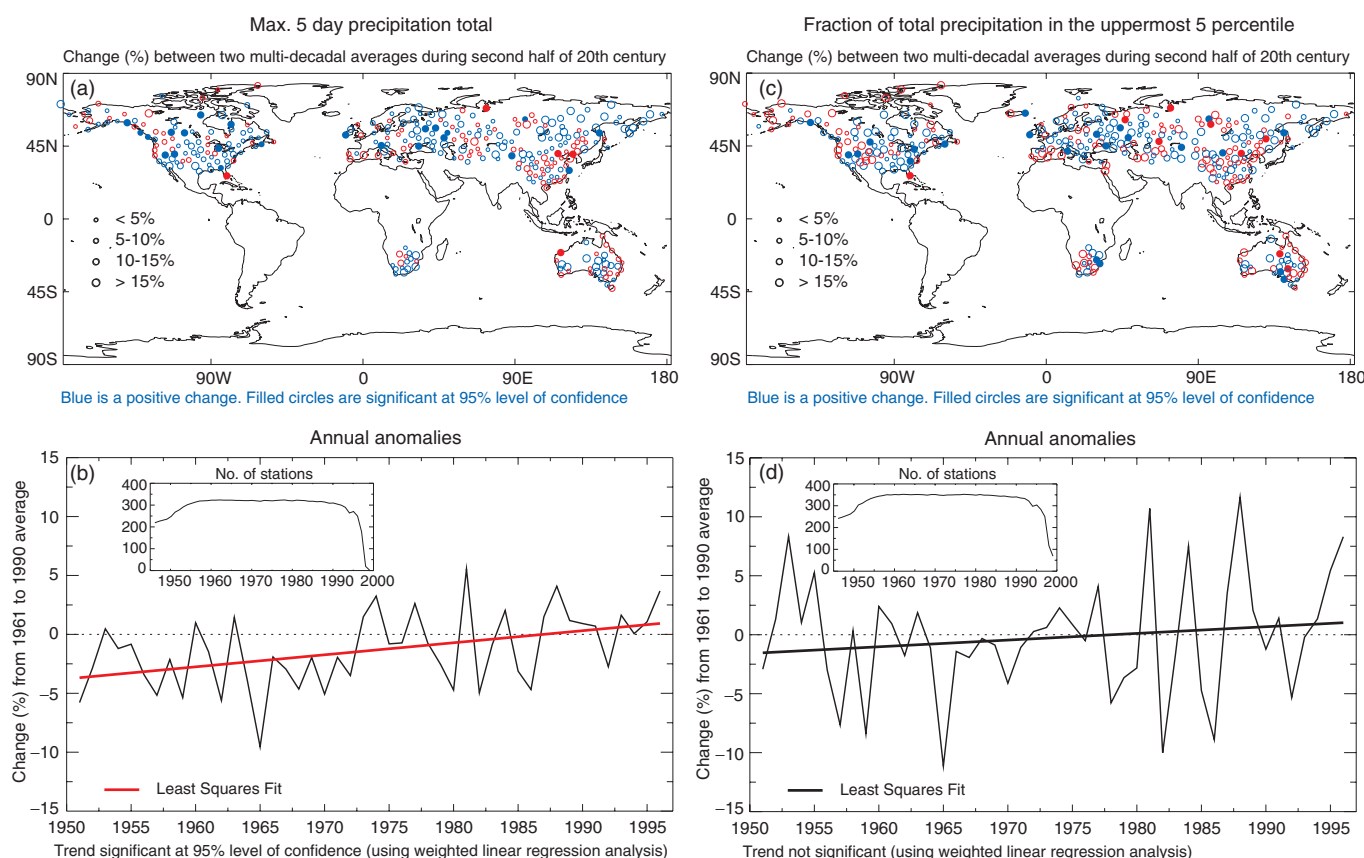 Max. 5 day precipitation total
Change (%) between two multi-decadal averages during second half of 20th century
(a)
90N
45N
0
45S
90S
< 5%
5-10%
10-15%
> 15%
90W
0
90E
180
Blue is a positive change. Filled circles are significant at 95% level of confidence
Fraction of total precipitation in the uppermost 5 percentile
Change (%) between two multi-decadal averages during second half of 20th century
(c)
90N
45N
0
45S
90S
< 5%
5-10%
10-15%
> 15%
90W
0
90E
180
Blue is a positive change. Filled circles are significant at 95% level of confidence
Annual anomalies
(b)
Change (%) from 1961 to 1990 average
15
10
5
0
−5
−10
−15
No. of stations
400
300
200
100
0
1950 1960 1970 1980 1990 2000
Least Squares Fit
1950 1955 1960 1965 1970 1975 1980 1985 1990 1995
Trend significant at 95% level of confidence (using weighted linear regression analysis)
Annual anomalies
(d)
Change (%) from 1961 to 1990 average
15
10
5
0
−5
−10
−15
No. of stations
400
300
200
100
0
1950 1960 1970 1980 1990 2000
Least Squares Fit
1950 1955 1960 1965 1970 1975 1980 1985 1990 1995
Trend not significant (using weighted linear regression analysis)